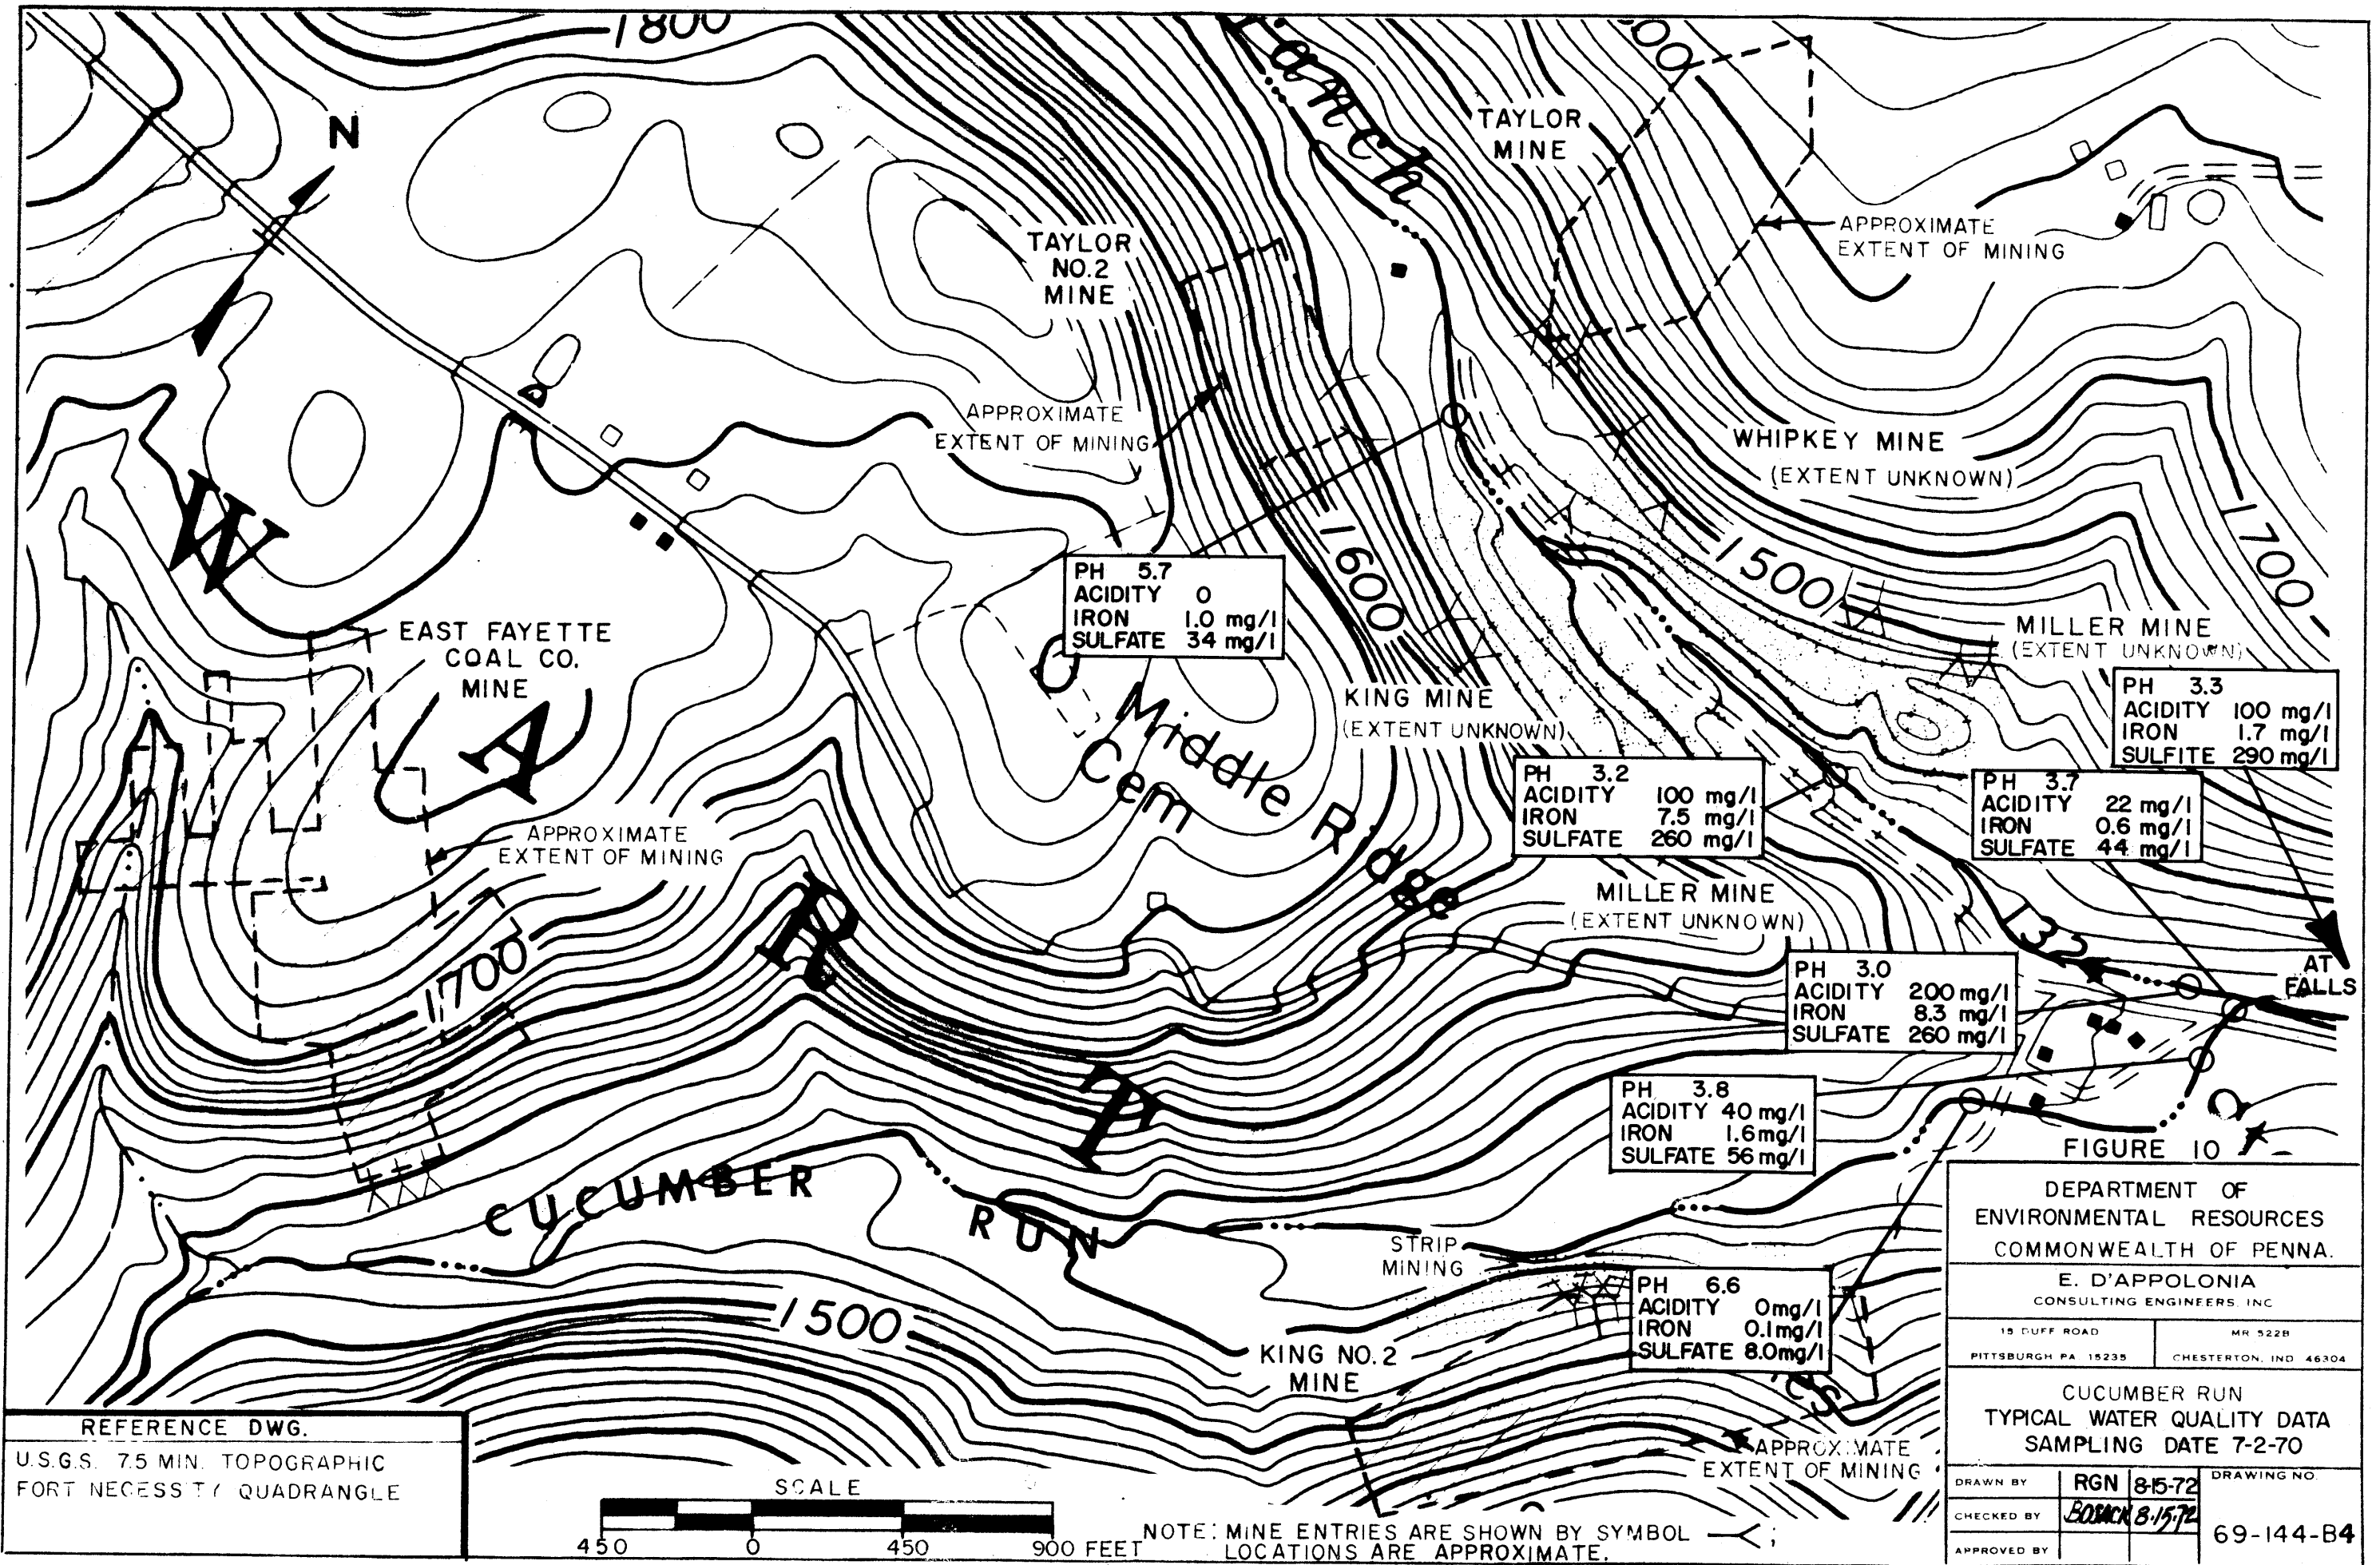 1800
ranch
00
N
TAYLOR
MINE
APPROXIMATE
EXTENT OF MINING
TAYLOR
NO.2
MINE
APPROXIMATE
EXTENT OF MINING
WHIPKEY MINE
(EXTENT UNKNOWN)
1700
1600
1500
W
A
R
T
O
PH 5.7
ACIDITY 0
IRON 1.0 mg/l
SULFATE 34 mg/l
EAST FAYETTE
COAL CO.
MINE
MILLER MINE
(EXTENT UNKNOWN)
KING MINE
(EXTENT UNKNOWN)
Middle Ridge
Cem
PH 3.3
ACIDITY 100 mg/l
IRON 1.7 mg/l
SULFITE 290 mg/l
PH 3.2
ACIDITY 100 mg/l
IRON 7.5 mg/l
SULFATE 260 mg/l
PH 3.7
ACIDITY 22 mg/l
IRON 0.6 mg/l
SULFATE 44 mg/l
APPROXIMATE
EXTENT OF MINING
MILLER MINE
(EXTENT UNKNOWN)
1700
132
AT
FALLS
PH 3.0
ACIDITY 200 mg/l
IRON 8.3 mg/l
SULFATE 260 mg/l
PH 3.8
ACIDITY 40 mg/l
IRON 1.6 mg/l
SULFATE 56 mg/l
CUCUMBER
RUN
STRIP
MINING
PH 6.6
ACIDITY 0 mg/l
IRON 0.1 mg/l
SULFATE 8.0 mg/l
1500
KING NO.2
MINE
es
APPROXIMATE
EXTENT OF MINING
FIGURE 10
DEPARTMENT OF
ENVIRONMENTAL RESOURCES
COMMONWEALTH OF PENNA.
E. D'APPOLONIA
CONSULTING ENGINEERS, INC
15 DUFF ROAD
PITTSBURGH PA 15235
MR 522B
CHESTERTON, IND 46304
CUCUMBER RUN
TYPICAL WATER QUALITY DATA
SAMPLING DATE 7-2-70
DRAWN BY RGN 8-15-72
CHECKED BY BOSACK 8-15-72
APPROVED BY
DRAWING NO.
69-144-B4
REFERENCE DWG.
U.S.G.S. 7.5 MIN. TOPOGRAPHIC
FORT NECESSITY QUADRANGLE
SCALE
450 0 450 900 FEET
NOTE: MINE ENTRIES ARE SHOWN BY SYMBOL ;
LOCATIONS ARE APPROXIMATE.